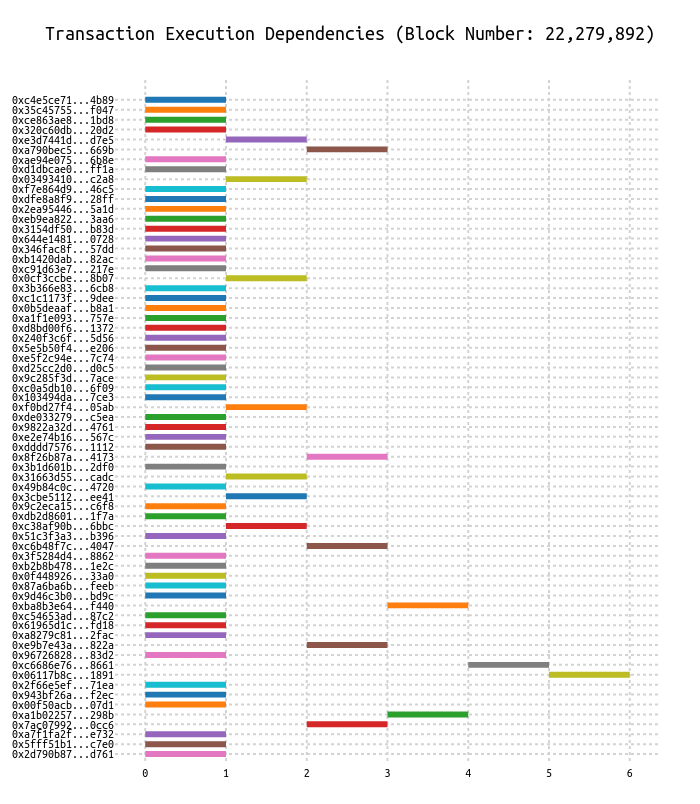 Transaction Execution Dependencies (Block Number: 22,279,892)
0xc4e5ce71...4b89
0x35c45755...f047
0xce863ae8...1bd8
0x320c60db...20d2
0xe3d7441d...d7e5
0xa790bec5...669b
0xae94e075...6b8e
0xd1dbcae0...ff1a
0x03493410...c2a8
0xf7e864d9...46c5
0xdfe8a8f9...28ff
0x2ea95446...5a1d
0xeb9ea822...3aa6
0x3154df50...b83d
0x644e1481...0728
0x346fac8f...57dd
0xb1420dab...82ac
0xc91d63e7...217e
0x0cf3ccbe...8b07
0x3b366e83...6cb8
0xc1c1173f...9dee
0x0b5deaaf...b8a1
0xa1f1e093...757e
0xd8bd00f6...1372
0x240f3c6f...5d56
0x5e5b50f4...e206
0xe5f2c94e...7c74
0xd25cc2d0...d0c5
0x9c285f3d...7ace
0xc0a5db10...6f09
0x103494da...7ce3
0xf0bd27f4...05ab
0xde033279...c5ea
0x9822a32d...4761
0xe2e74b16...567c
0xdddd7576...1112
0x8f26b87a...4173
0x3b1d601b...2df0
0x31663d55...cadc
0x49b84c0c...4720
0x3cbe5112...ee41
0x9c2eca15...c6f8
0xdb2d8601...1f7a
0xc38af90b...6bbc
0x51c3f3a3...b396
0xc6b48f7c...4047
0x3f5284d4...8862
0xb2b8b478...1e2c
0x0f448926...33a0
0x87a6ba6b...feeb
0x9d46c3b0...bd9c
0xba8b3e64...f440
0xc54653ad...87c2
0x61965d1c...fd18
0xa8279c81...2fac
0xe9b7e43a...822a
0x96726828...83d2
0xc6686e76...8661
0x06117b8c...1891
0x2f66e5ef...71ea
0x943bf26a...f2ec
0x00f50acb...07d1
0xa1b02257...298b
0x7ac07992...0cc6
0xa7f1fa2f...e732
0x5fff51b1...c7e0
0x2d790b87...d761
0 1 2 3 4 5 6